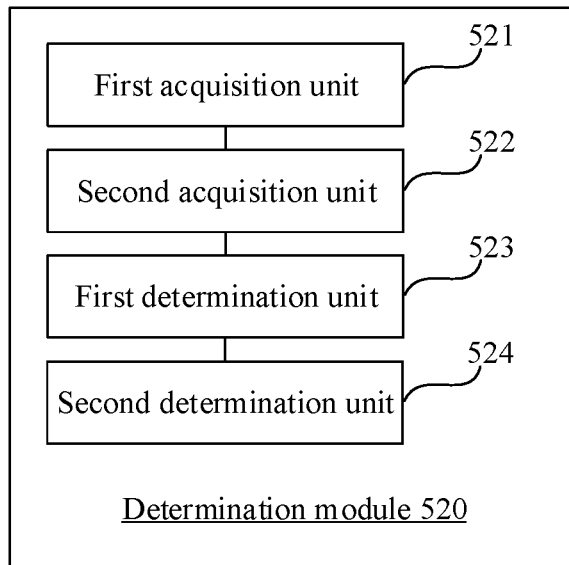 521
First acquisition unit
522
Second acquisition unit
523
First determination unit
524
Second determination unit
Determination module 520